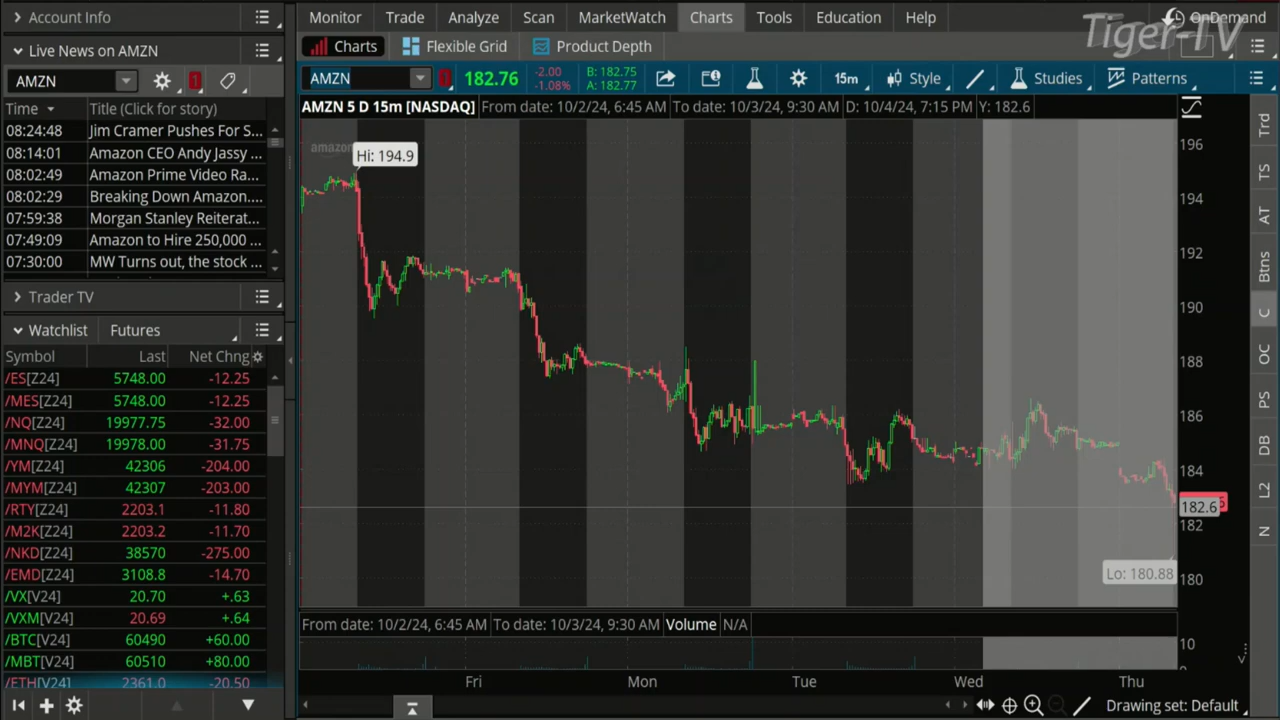 Account Info
Monitor Trade Analyze Scan MarketWatch Charts Tools Education Help
OnDemand
Tiger-TV
Live News on AMZN
Charts Flexible Grid Product Depth
AMZN
AMZN 1 182.76 -2.00 -1.08% B: 182.75 A: 182.77 15m Style Studies Patterns
Time Title (Click for story)
AMZN 5 D 15m [NASDAQ] From date: 10/2/24, 6:45 AM To date: 10/3/24, 9:30 AM D: 10/4/24, 7:15 PM Y: 182.6
08:24:48 Jim Cramer Pushes For S...
08:14:01 Amazon CEO Andy Jassy ...
08:02:49 Amazon Prime Video Ra...
08:02:29 Breaking Down Amazon....
07:59:38 Morgan Stanley Reiterat...
07:49:09 Amazon to Hire 250,000 ...
07:30:00 MW Turns out, the stock ...
Trader TV
Watchlist Futures
Symbol Last Net Chng
/ES[Z24] 5748.00 -12.25
/MES[Z24] 5748.00 -12.25
/NQ[Z24] 19977.75 -32.00
/MNQ[Z24] 19978.00 -31.75
/YM[Z24] 42306 -204.00
/MYM[Z24] 42307 -203.00
/RTY[Z24] 2203.1 -11.80
/M2K[Z24] 2203.2 -11.70
/NKD[Z24] 38570 -275.00
/EMD[Z24] 3108.8 -14.70
/VX[V24] 20.70 +.63
/VXM[V24] 20.69 +.64
/BTC[V24] 60490 +60.00
/MBT[V24] 60510 +80.00
/ETH[V24] 2361.0 -20.50
amazon
Hi: 194.9
196
194
192
190
188
186
184
182.6
182
Lo: 180.88
180
From date: 10/2/24, 6:45 AM To date: 10/3/24, 9:30 AM Volume N/A
10
Fri Mon Tue Wed Thu
Drawing set: Default
Trd
TS
AT
Btns
C
OC
PS
DB
L2
N